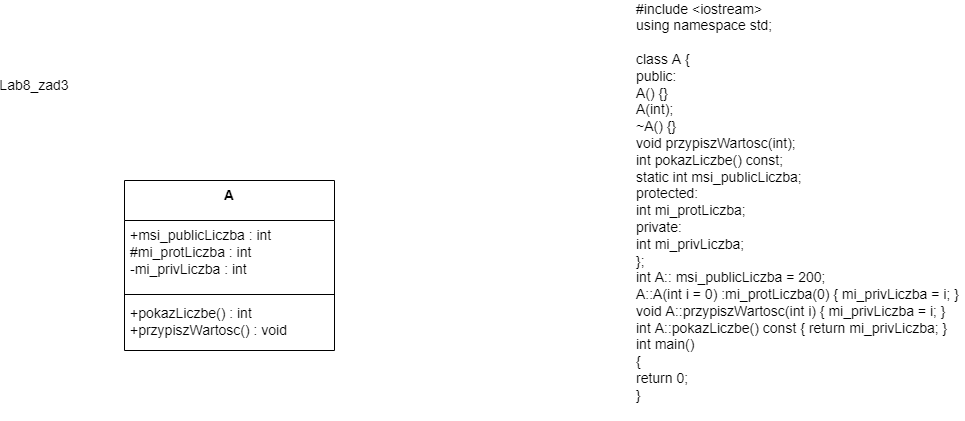 Lab8_zad3
A
+msi_publicLiczba : int
#mi_protLiczba : int
-mi_privLiczba : int
+pokazLiczbe() : int
+przypiszWartosc() : void
#include <iostream>
using namespace std;
class A {
public:
A() {}
A(int);
~A() {}
void przypiszWartosc(int);
int pokazLiczbe() const;
static int msi_publicLiczba;
protected:
int mi_protLiczba;
private:
int mi_privLiczba;
};
int A:: msi_publicLiczba = 200;
A::A(int i = 0) :mi_protLiczba(0) { mi_privLiczba = i; }
void A::przypiszWartosc(int i) { mi_privLiczba = i; }
int A::pokazLiczbe() const { return mi_privLiczba; }
int main()
{
return 0;
}